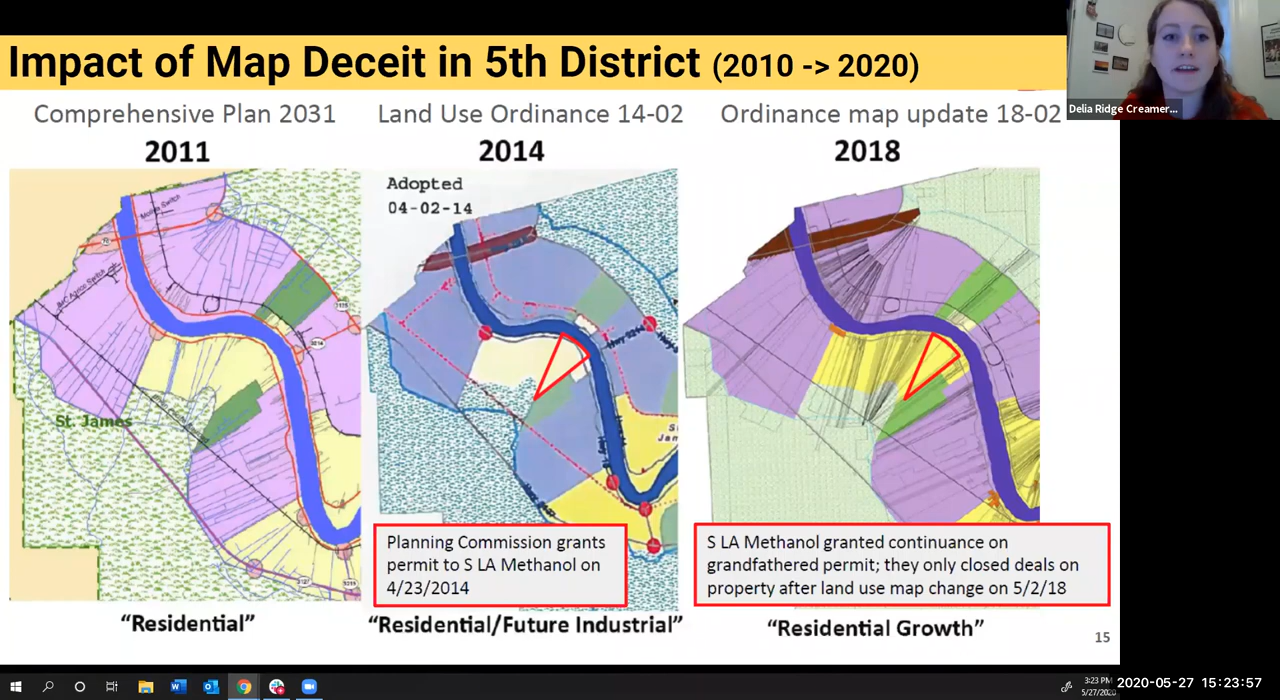 Impact of Map Deceit in 5th District (2010 -> 2020)
Delia Ridge Creamer...
Comprehensive Plan 2031
2011
Land Use Ordinance 14-02
2014
Ordinance map update 18-02
2018
Adopted
04-02-14
St. James
Planning Commission grants
permit to S LA Methanol on
4/23/2014
S LA Methanol granted continuance on
grandfathered permit; they only closed deals on
property after land use map change on 5/2/18
“Residential”
“Residential/Future Industrial”
“Residential Growth”
15
3:23 PM
5/27/2020
2020-05-27 15:23:57